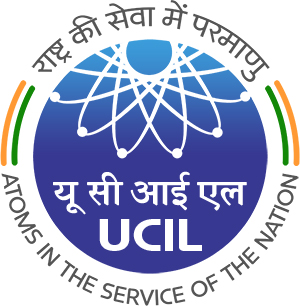 राष्ट्र की सेवा में परमाणु
यू सी आई एल
UCIL
ATOMS IN THE SERVICE OF THE NATION